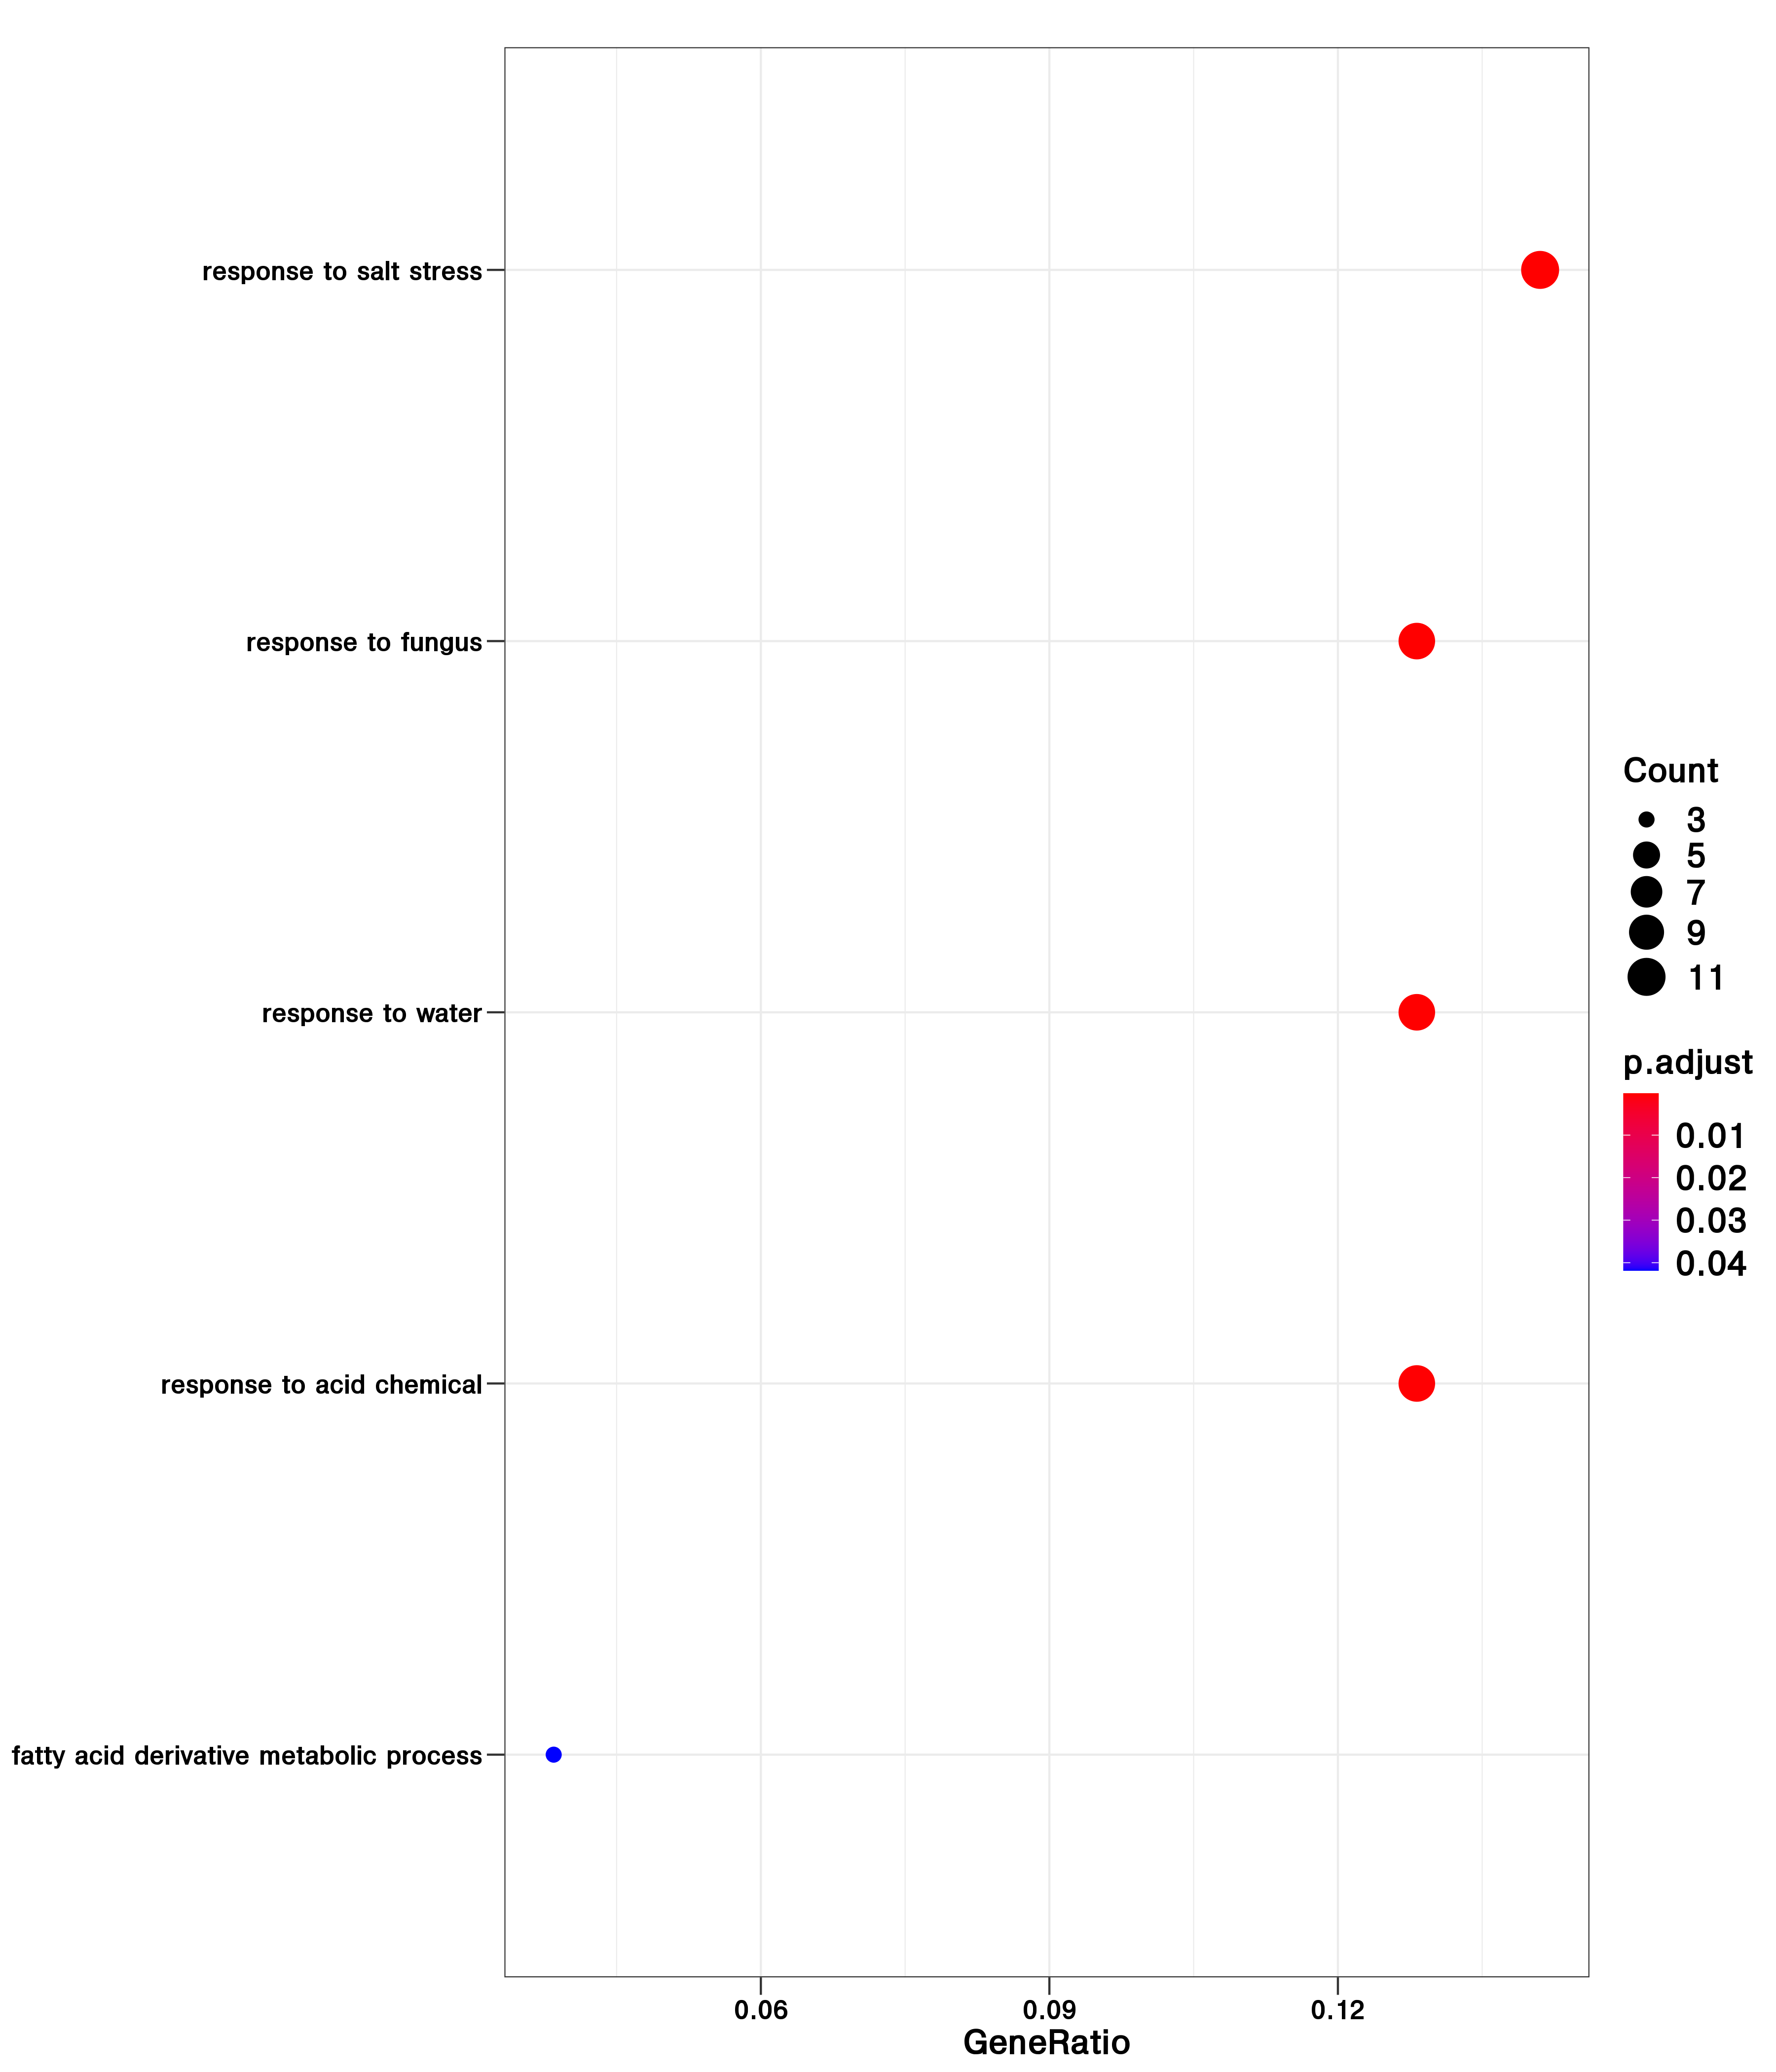 response to salt stress
response to fungus
response to water
response to acid chemical
fatty acid derivative metabolic process
0.06
0.09
0.12
GeneRatio
Count
3
5
7
9
11
p.adjust
0.01
0.02
0.03
0.04